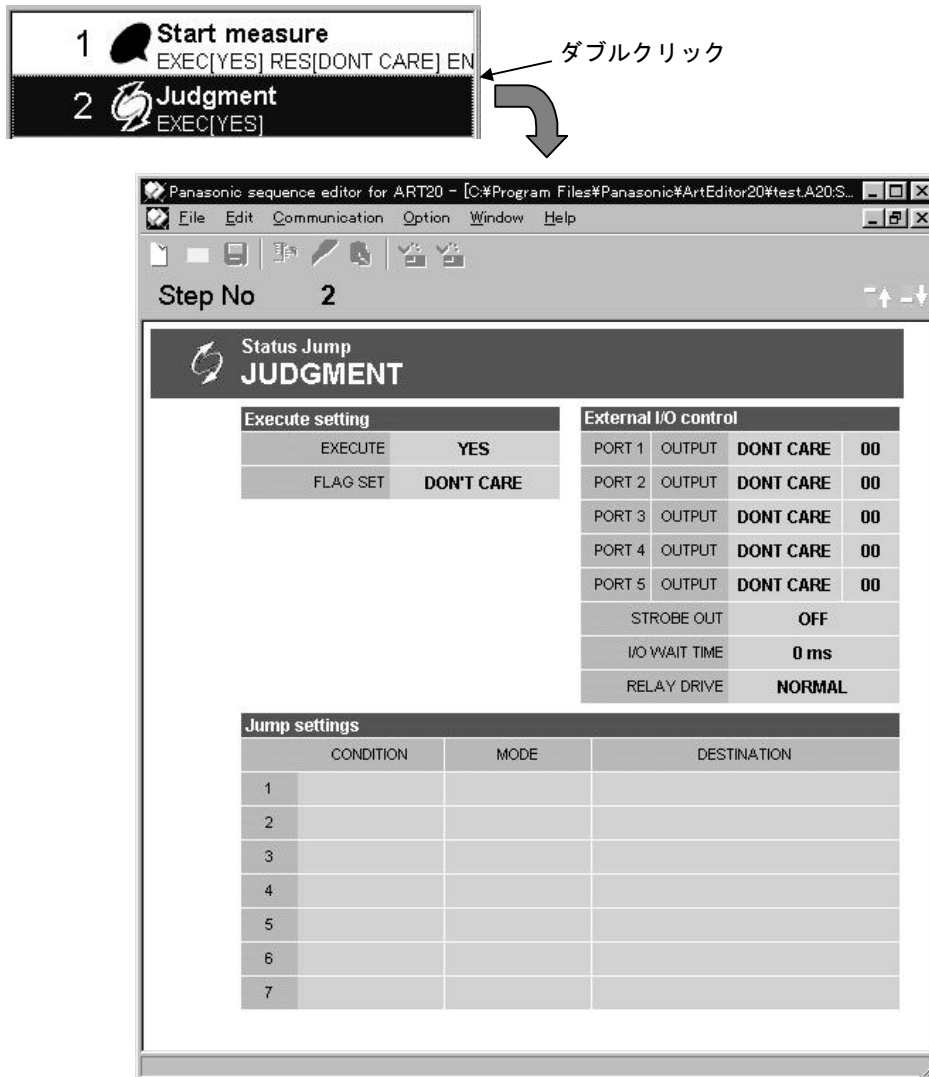 1 Start measure
EXEC[YES] RES[DONT CARE] EN
ダブルクリック
2 Judgment
EXEC[YES]
Panasonic sequence editor for ART20 - [C:¥Program Files¥Panasonic¥ArtEditor20¥test.A20:S...
File Edit Communication Option Window Help
Step No 2
Status Jump
JUDGMENT
Execute setting
EXECUTE YES
FLAG SET DON'T CARE
External I/O control
PORT 1 OUTPUT DONT CARE 00
PORT 2 OUTPUT DONT CARE 00
PORT 3 OUTPUT DONT CARE 00
PORT 4 OUTPUT DONT CARE 00
PORT 5 OUTPUT DONT CARE 00
STROBE OUT OFF
I/O WAIT TIME 0 ms
RELAY DRIVE NORMAL
Jump settings
CONDITION MODE DESTINATION
1
2
3
4
5
6
7